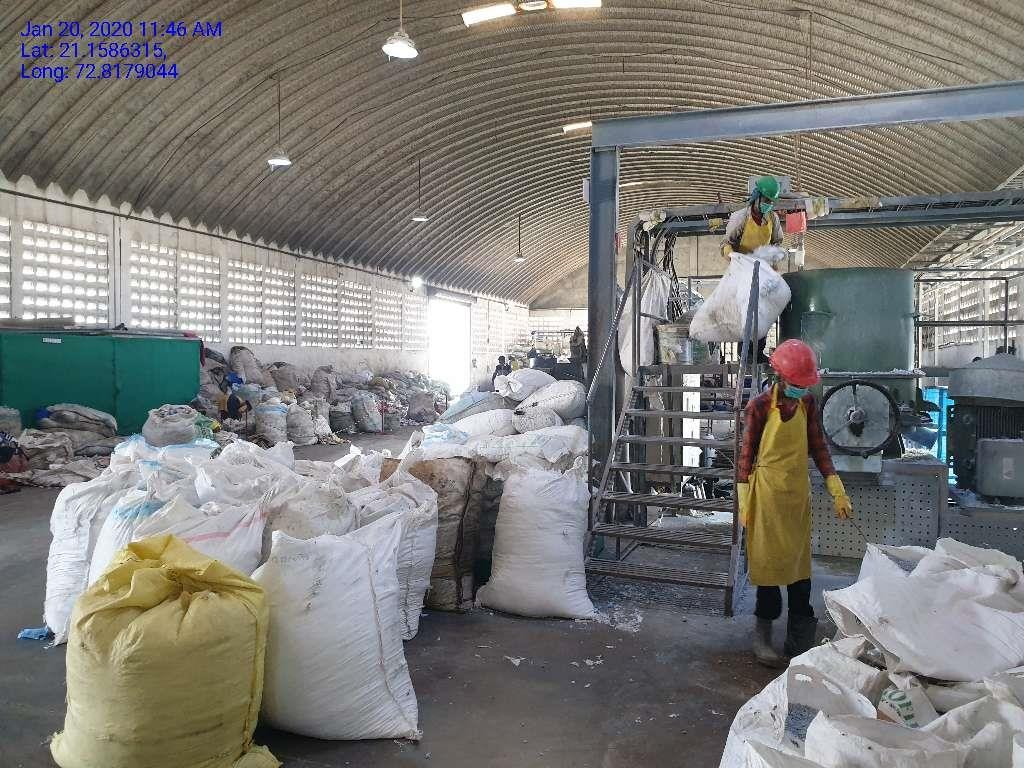 Jan 20, 2020 11:46 AM
Lat: 21.1586315,
Long: 72.8179044